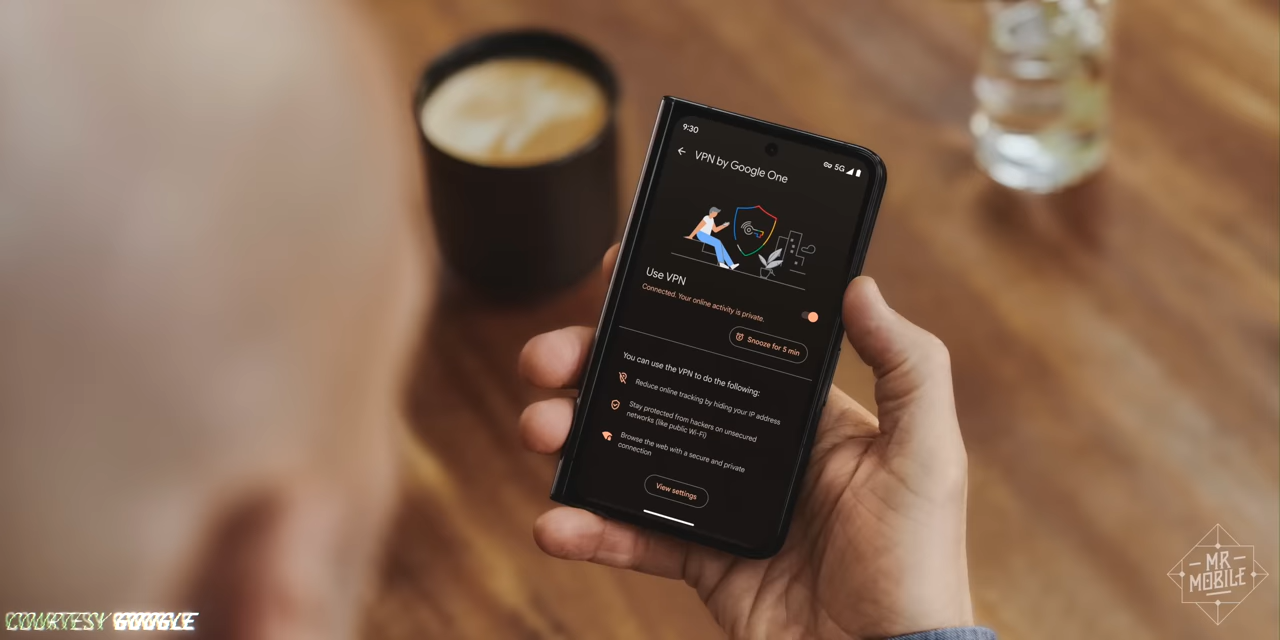 9:30
5G
VPN by Google One
Use VPN
Connected. Your online activity is private.
Snooze for 5 min
You can use the VPN to do the following:
Reduce online tracking by hiding your IP address
Stay protected from hackers on unsecured
networks (like public Wi-Fi)
Browse the web with a secure and private
connection
View settings
COURTESY GOOGLE
MR
MOBILE